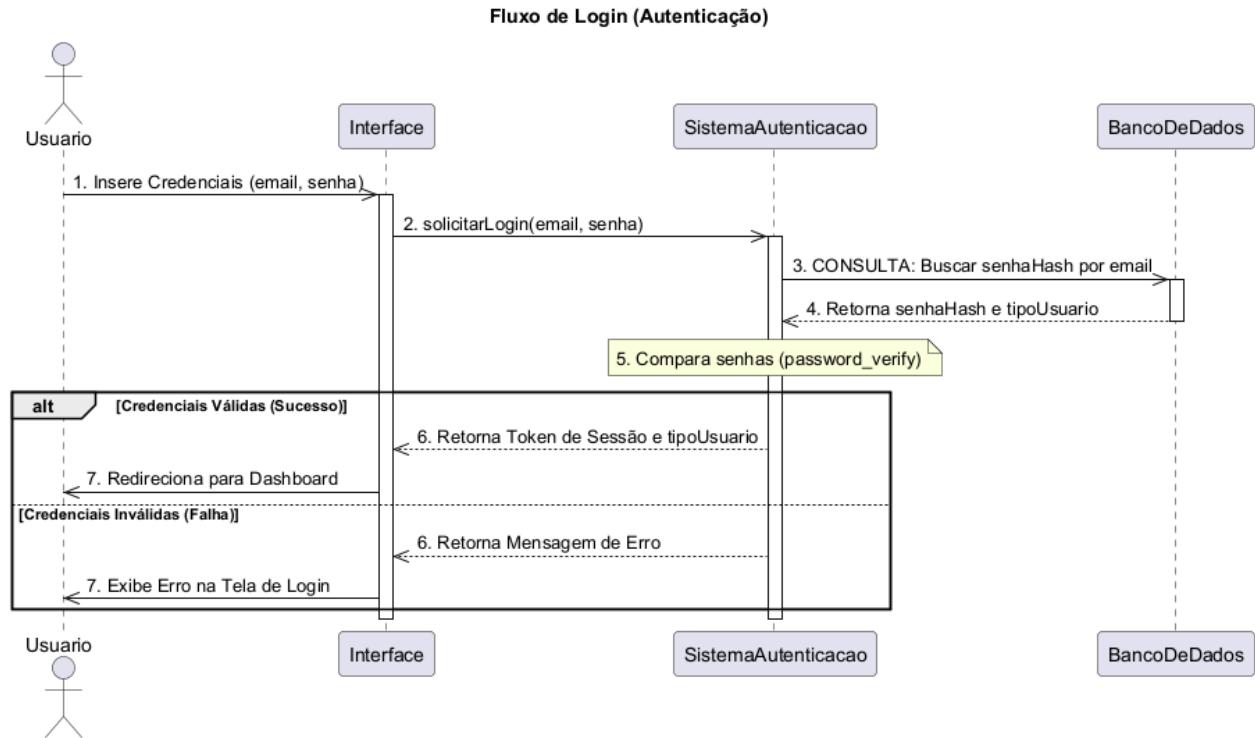 Fluxo de Login (Autenticação)
Usuario
Interface
SistemaAutenticacao
BancoDeDados
1. Insere Credenciais (email, senha)
2. solicitarLogin(email, senha)
3. CONSULTA: Buscar senhaHash por email
4. Retorna senhaHash e tipoUsuario
5. Compara senhas (password_verify)
alt
[Credenciais Válidas (Sucesso)]
6. Retorna Token de Sessão e tipoUsuario
7. Redireciona para Dashboard
[Credenciais Inválidas (Falha)]
6. Retorna Mensagem de Erro
7. Exibe Erro na Tela de Login
Usuario
Interface
SistemaAutenticacao
BancoDeDados